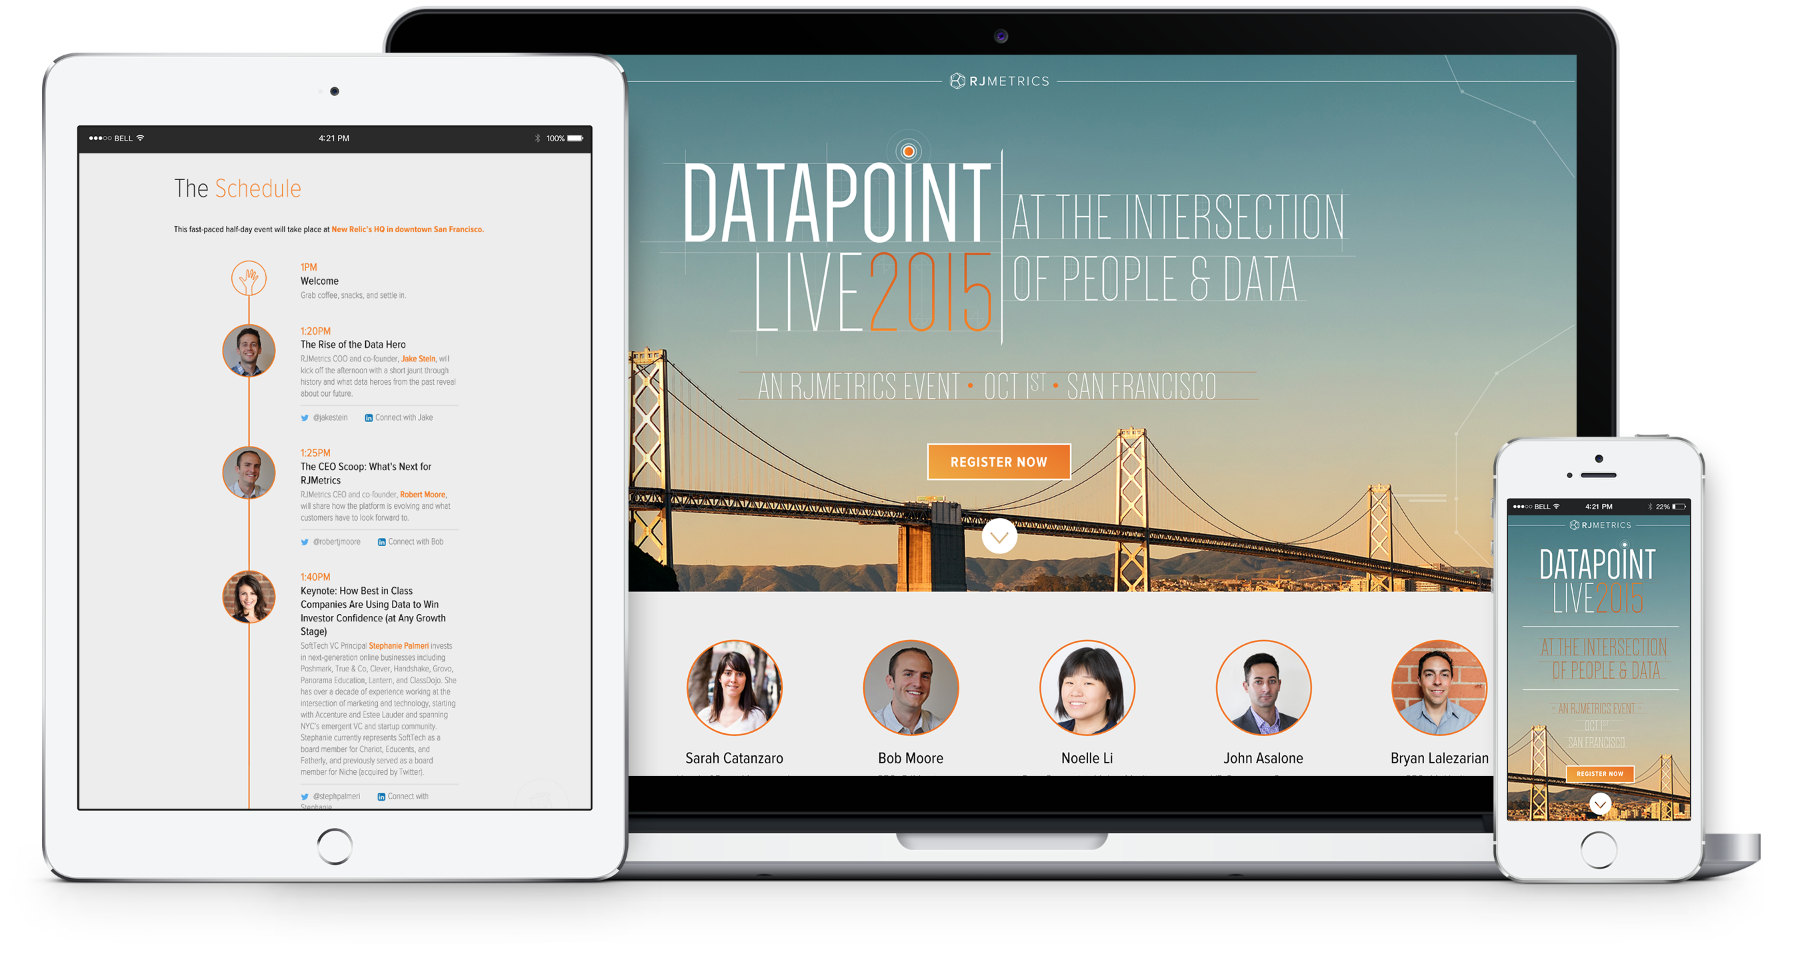 ●●●○○ BELL
4:21 PM
100%
The Schedule
This fast-paced half-day event will take place at New Relic's HQ in downtown San Francisco.
1PM
Welcome
Grab coffee, snacks, and settle in.
1:20PM
The Rise of the Data Hero
RJMetrics COO and co-founder, Jake Stein, will
kick off the afternoon with a short jaunt through
history and what data heroes from the past reveal
about our future.
@jakestein Connect with Jake
1:25PM
The CEO Scoop: What's Next for
RJMetrics
RJMetrics CEO and co-founder, Robert Moore,
will share how the platform is evolving and what
customers have to look forward to.
@robertjmoore Connect with Bob
1:40PM
Keynote: How Best in Class
Companies Are Using Data to Win
Investor Confidence (at Any Growth
Stage)
SoftTech VC Principal Stephanie Palmeri invests
in next-generation online businesses including
Poshmark, True & Co, Clever, Handshake, Grovo,
Panorama Education, Lantern, and ClassDojo. She
has over a decade of experience working at the
intersection of marketing and technology, starting
with Accenture and Estee Lauder and spanning
NYC's emergent VC and startup community.
Stephanie currently represents SoftTech as a
board member for Chariot, Educents, and
Fatherly, and previously served as a board
member for Niche (acquired by Twitter).
@stephpalmeri Connect with
Stephanie
RJMETRICS
DATAPOINT
LIVE2015
AT THE INTERSECTION
OF PEOPLE & DATA
AN RJMETRICS EVENT • OCT 1ST • SAN FRANCISCO
REGISTER NOW
Sarah Catanzaro
Bob Moore
Noelle Li
John Asalone
Bryan Lalezarian
●●●○○ BELL
4:21 PM
22%
RJMETRICS
DATAPOINT
LIVE2015
AT THE INTERSECTION
OF PEOPLE & DATA
• AN RJMETRICS EVENT •
OCT 1ST
SAN FRANCISCO
REGISTER NOW